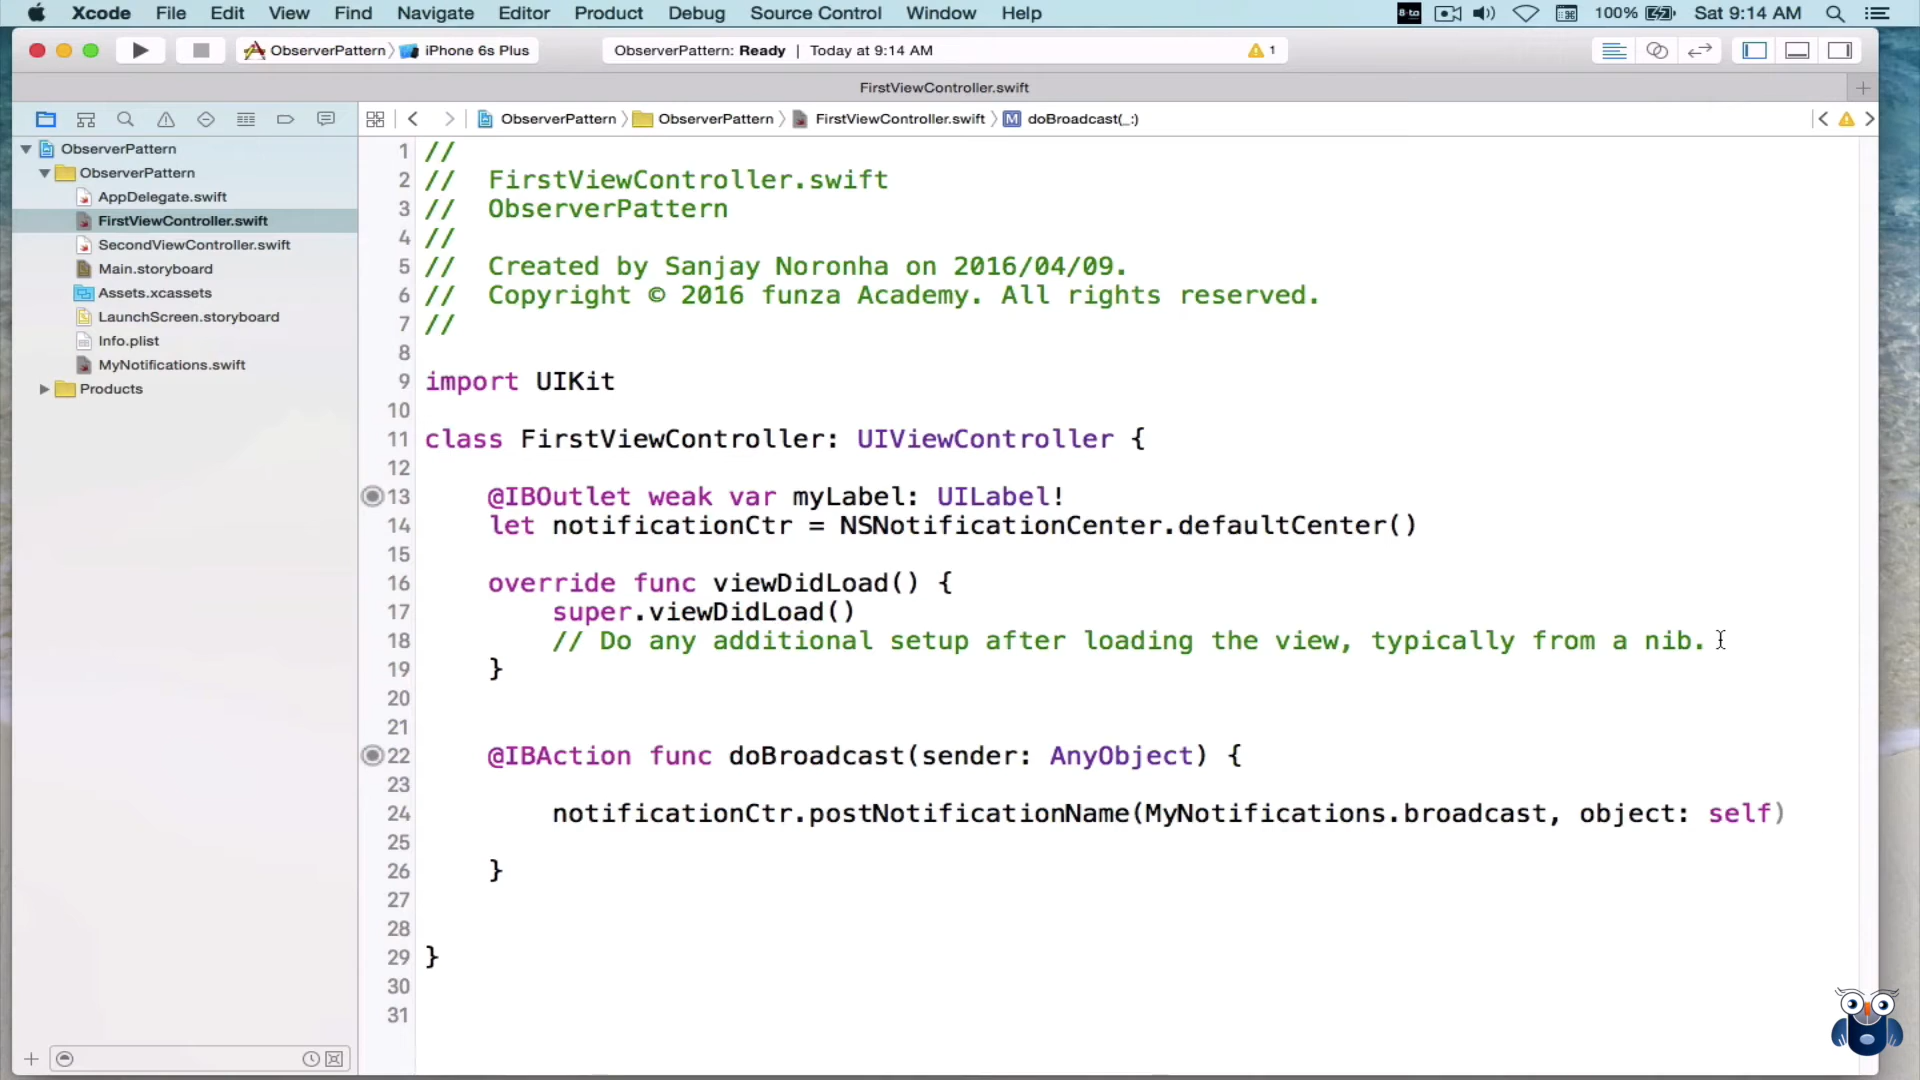 Xcode File Edit View Find Navigate Editor Product Debug Source Control Window Help 100% Sat 9:14 AM
ObserverPattern iPhone 6s Plus ObserverPattern: Ready | Today at 9:14 AM 1
FirstViewController.swift
ObserverPattern ObserverPattern FirstViewController.swift M doBroadcast(_:)
ObserverPattern
ObserverPattern
AppDelegate.swift
FirstViewController.swift
SecondViewController.swift
Main.storyboard
Assets.xcassets
LaunchScreen.storyboard
Info.plist
MyNotifications.swift
Products
1 //
2 // FirstViewController.swift
3 // ObserverPattern
4 //
5 // Created by Sanjay Noronha on 2016/04/09.
6 // Copyright © 2016 funza Academy. All rights reserved.
7 //
8
9 import UIKit
10
11 class FirstViewController: UIViewController {
12
13 @IBOutlet weak var myLabel: UILabel!
14 let notificationCtr = NSNotificationCenter.defaultCenter()
15
16 override func viewDidLoad() {
17 super.viewDidLoad()
18 // Do any additional setup after loading the view, typically from a nib.
19 }
20
21
22 @IBAction func doBroadcast(sender: AnyObject) {
23
24 notificationCtr.postNotificationName(MyNotifications.broadcast, object: self)
25
26 }
27
28
29 }
30
31